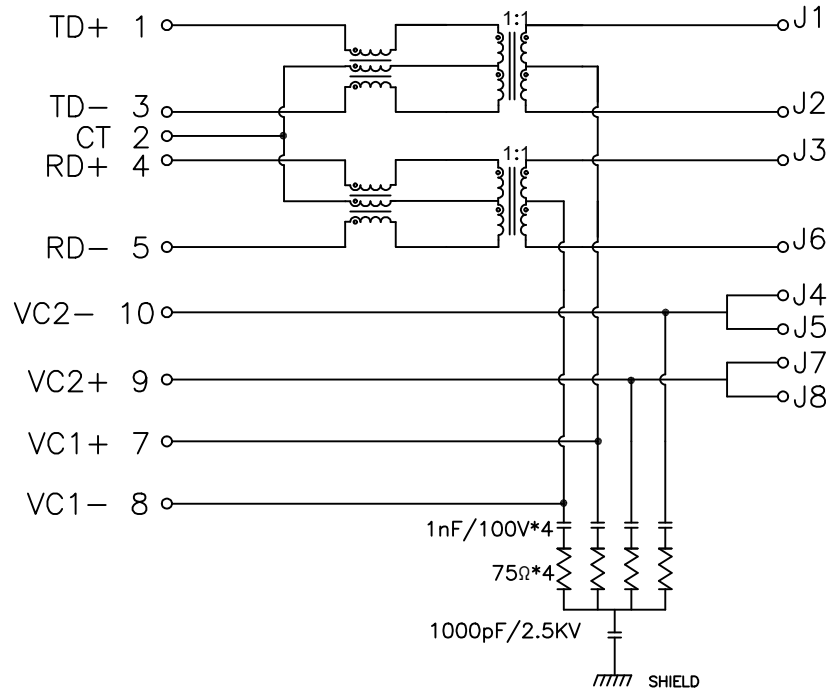 TD+ 1
1:1
J1
TD- 3
J2
CT 2
RD+ 4
1:1
J3
RD- 5
J6
VC2- 10
J4
J5
VC2+ 9
J7
J8
VC1+ 7
VC1- 8
1nF/100V*4
75Ω*4
1000pF/2.5KV
SHIELD